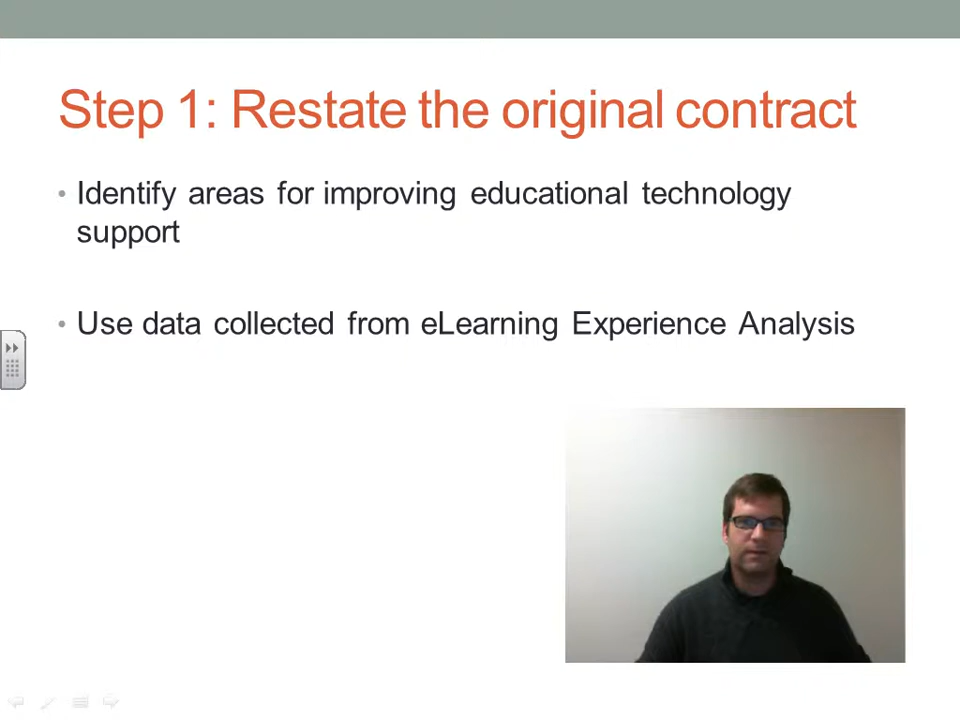 Step 1: Restate the original contract
• Identify areas for improving educational technology
support
• Use data collected from eLearning Experience Analysis